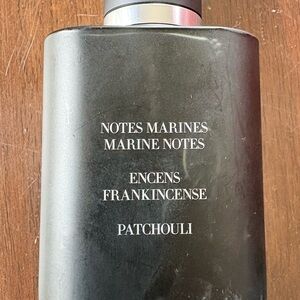 NOTES MARINES
MARINE NOTES
ENCENS
FRANKINCENSE
PATCHOULI